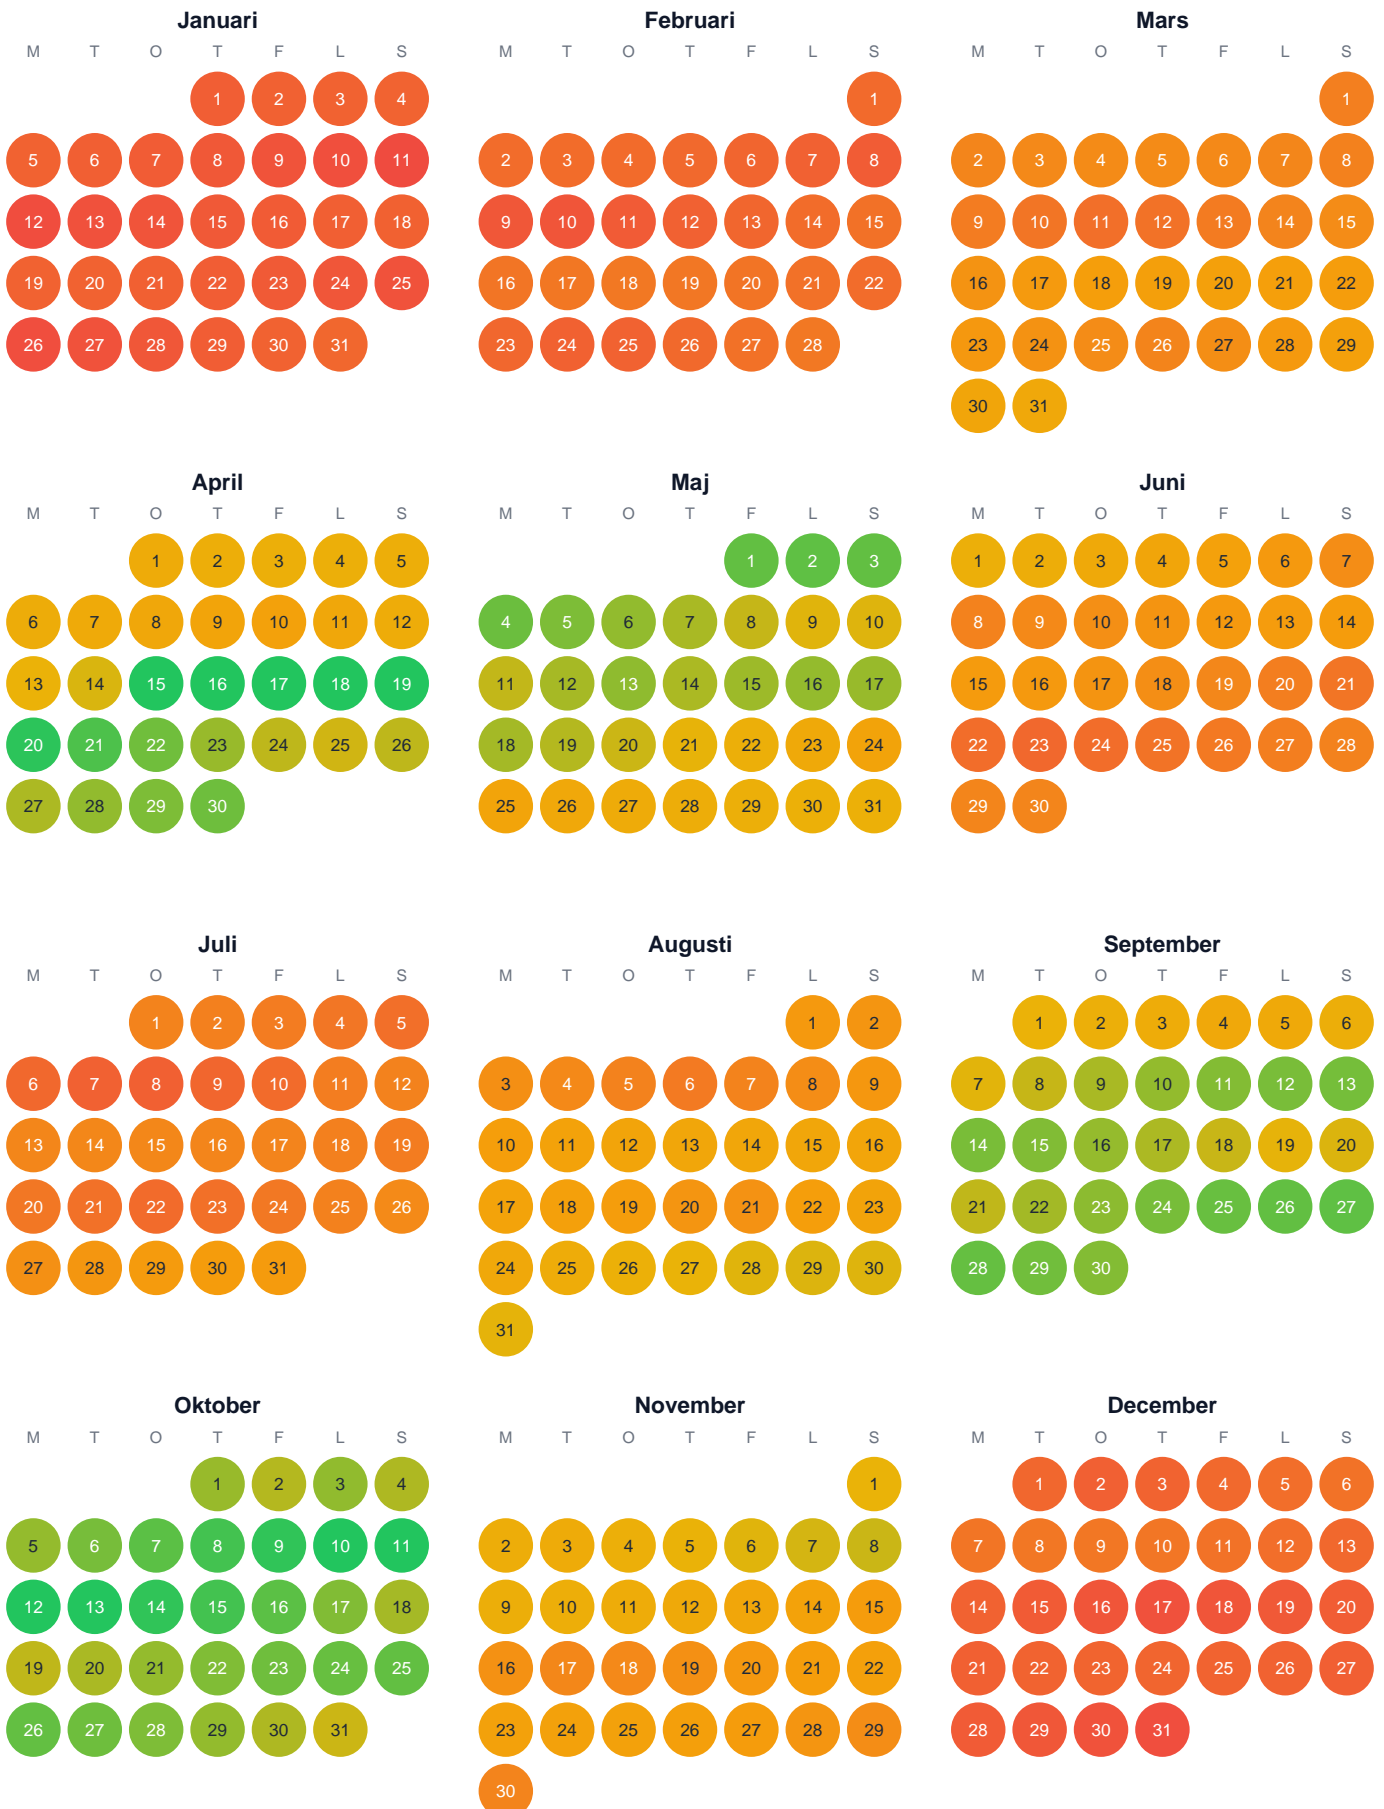 Januari Februari Mars
M T O T F L S M T O T F L S M T O T F L S
1 2 3 4 1 1
5 6 7 8 9 10 11 2 3 4 5 6 7 8 2 3 4 5 6 7 8
12 13 14 15 16 17 18 9 10 11 12 13 14 15 9 10 11 12 13 14 15
19 20 21 22 23 24 25 16 17 18 19 20 21 22 16 17 18 19 20 21 22
26 27 28 29 30 31 23 24 25 26 27 28 23 24 25 26 27 28 29
30 31
April Maj Juni
M T O T F L S M T O T F L S M T O T F L S
1 2 3 4 5 1 2 3 1 2 3 4 5 6 7
6 7 8 9 10 11 12 4 5 6 7 8 9 10 8 9 10 11 12 13 14
13 14 15 16 17 18 19 11 12 13 14 15 16 17 15 16 17 18 19 20 21
20 21 22 23 24 25 26 18 19 20 21 22 23 24 22 23 24 25 26 27 28
27 28 29 30 25 26 27 28 29 30 31 29 30
Juli Augusti September
M T O T F L S M T O T F L S M T O T F L S
1 2 3 4 5 1 2 1 2 3 4 5 6
6 7 8 9 10 11 12 3 4 5 6 7 8 9 7 8 9 10 11 12 13
13 14 15 16 17 18 19 10 11 12 13 14 15 16 14 15 16 17 18 19 20
20 21 22 23 24 25 26 17 18 19 20 21 22 23 21 22 23 24 25 26 27
27 28 29 30 31 24 25 26 27 28 29 30 28 29 30
31
Oktober November December
M T O T F L S M T O T F L S M T O T F L S
1 2 3 4 1 1 2 3 4 5 6
5 6 7 8 9 10 11 2 3 4 5 6 7 8 7 8 9 10 11 12 13
12 13 14 15 16 17 18 9 10 11 12 13 14 15 14 15 16 17 18 19 20
19 20 21 22 23 24 25 16 17 18 19 20 21 22 21 22 23 24 25 26 27
26 27 28 29 30 31 23 24 25 26 27 28 29 28 29 30 31
30